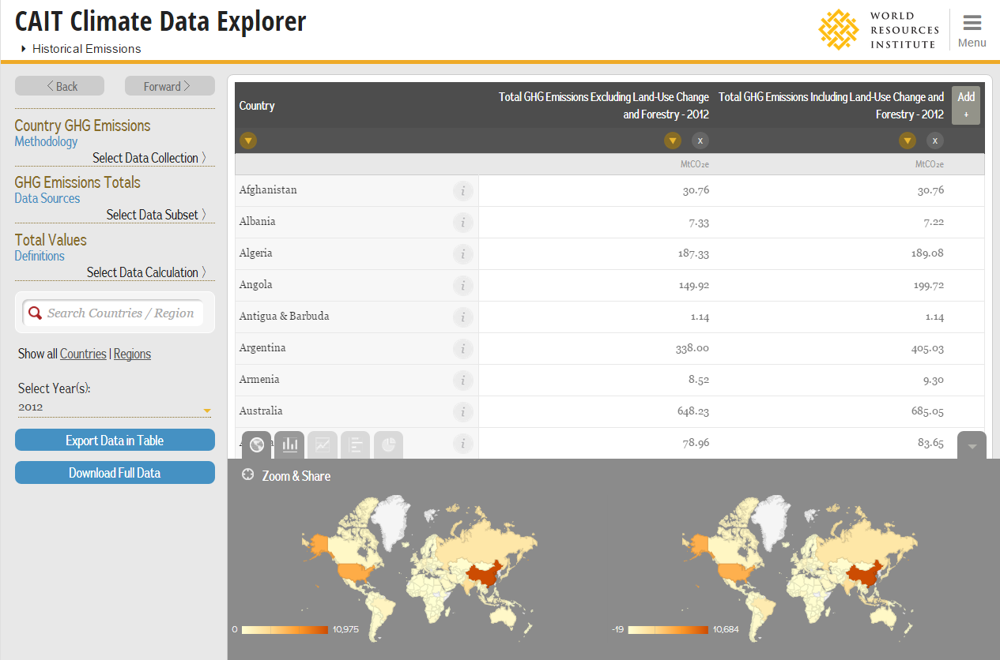 CAIT Climate Data Explorer
Historical Emissions
WORLD
RESOURCES
INSTITUTE
Menu
Back
Forward
Country GHG Emissions
Methodology
Select Data Collection
GHG Emissions Totals
Data Sources
Select Data Subset
Total Values
Definitions
Select Data Calculation
Search Countries / Region
Show all Countries | Regions
Select Year(s):
2012
Export Data in Table
Download Full Data
Country
Total GHG Emissions Excluding Land-Use Change
and Forestry - 2012
Total GHG Emissions Including Land-Use Change and
Forestry - 2012
Add
+
x
x
MtCO2e MtCO2e
Afghanistan i 30.76 30.76
Albania i 7.33 7.22
Algeria i 187.33 189.08
Angola i 149.92 199.72
Antigua & Barbuda i 1.14 1.14
Argentina i 338.00 405.03
Armenia i 8.52 9.30
Australia i 648.23 685.05
i 78.96 83.65
Zoom & Share
0 10,975
-19 10,684